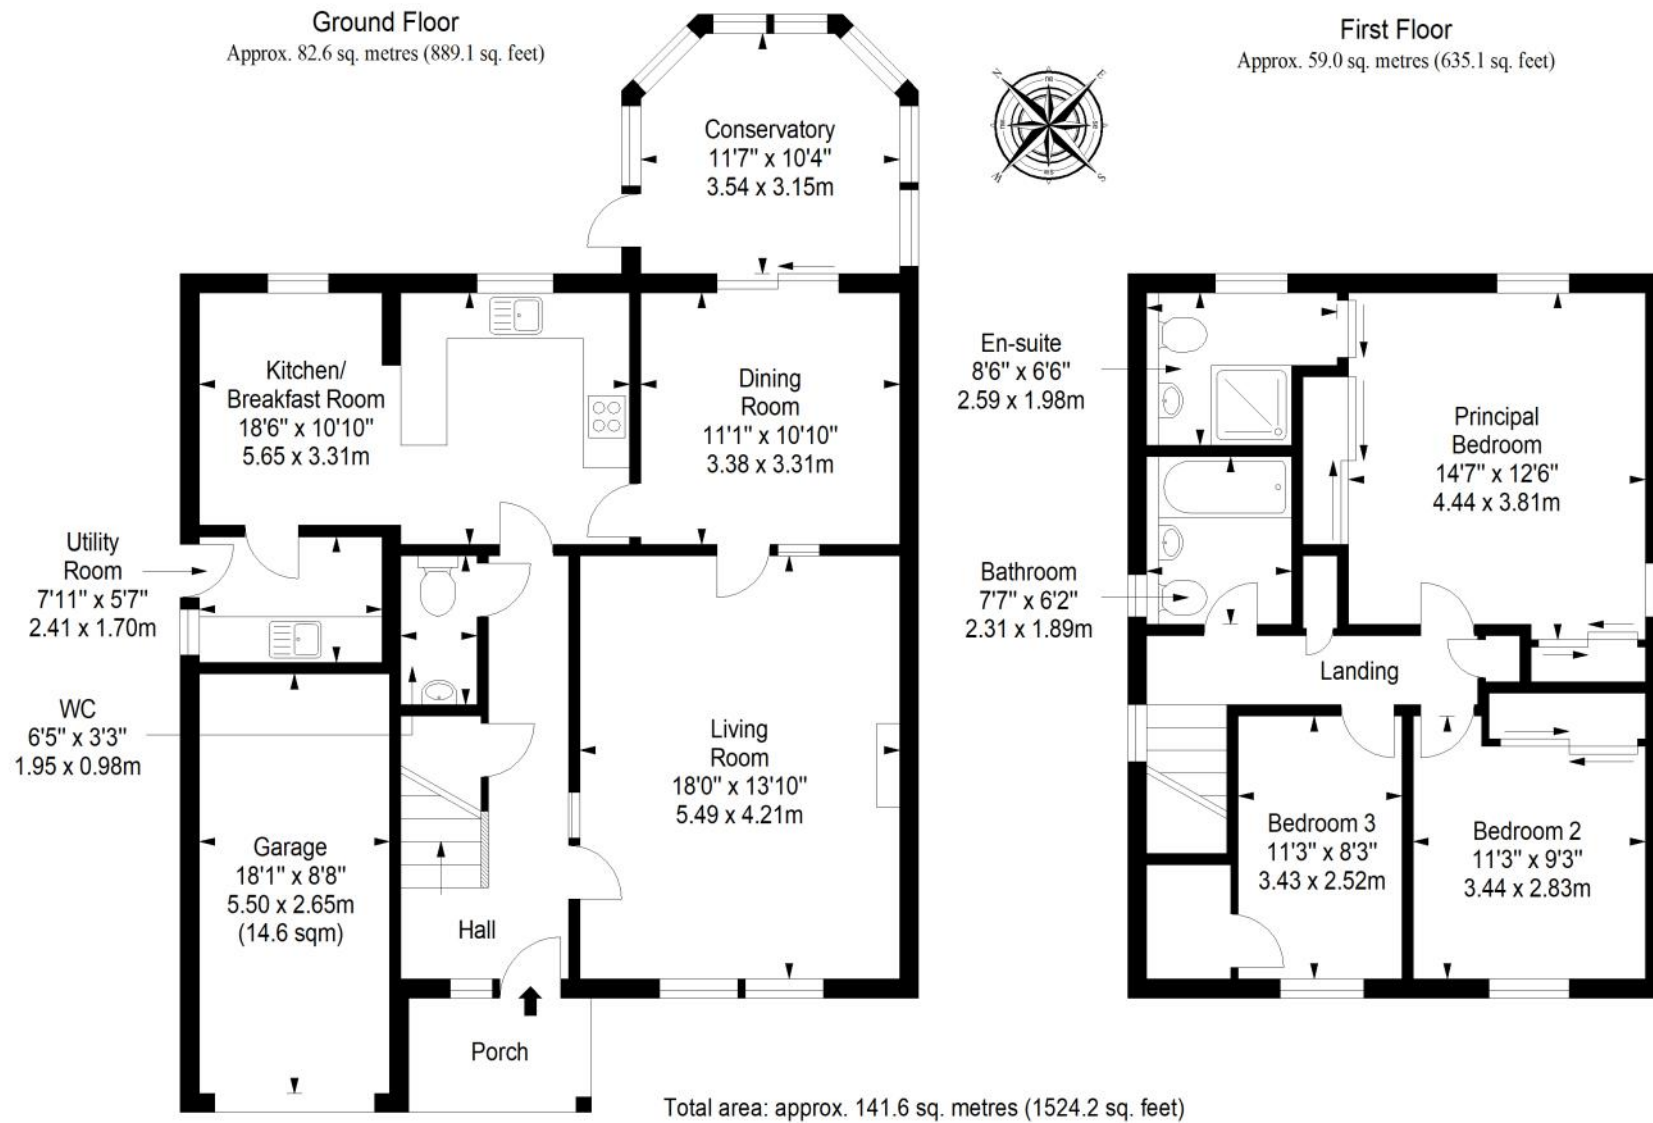 Ground Floor
Approx. 82.6 sq. metres (889.1 sq. feet)
First Floor
Approx. 59.0 sq. metres (635.1 sq. feet)
N
E
S
W
Conservatory
11'7" x 10'4"
3.54 x 3.15m
Kitchen/
Breakfast Room
18'6" x 10'10"
5.65 x 3.31m
Dining
Room
11'1" x 10'10"
3.38 x 3.31m
Utility
Room
7'11" x 5'7"
2.41 x 1.70m
WC
6'5" x 3'3"
1.95 x 0.98m
Living
Room
18'0" x 13'10"
5.49 x 4.21m
Garage
18'1" x 8'8"
5.50 x 2.65m
(14.6 sqm)
Hall
Porch
En-suite
8'6" x 6'6"
2.59 x 1.98m
Principal
Bedroom
14'7" x 12'6"
4.44 x 3.81m
Bathroom
7'7" x 6'2"
2.31 x 1.89m
Landing
Bedroom 3
11'3" x 8'3"
3.43 x 2.52m
Bedroom 2
11'3" x 9'3"
3.44 x 2.83m
Total area: approx. 141.6 sq. metres (1524.2 sq. feet)